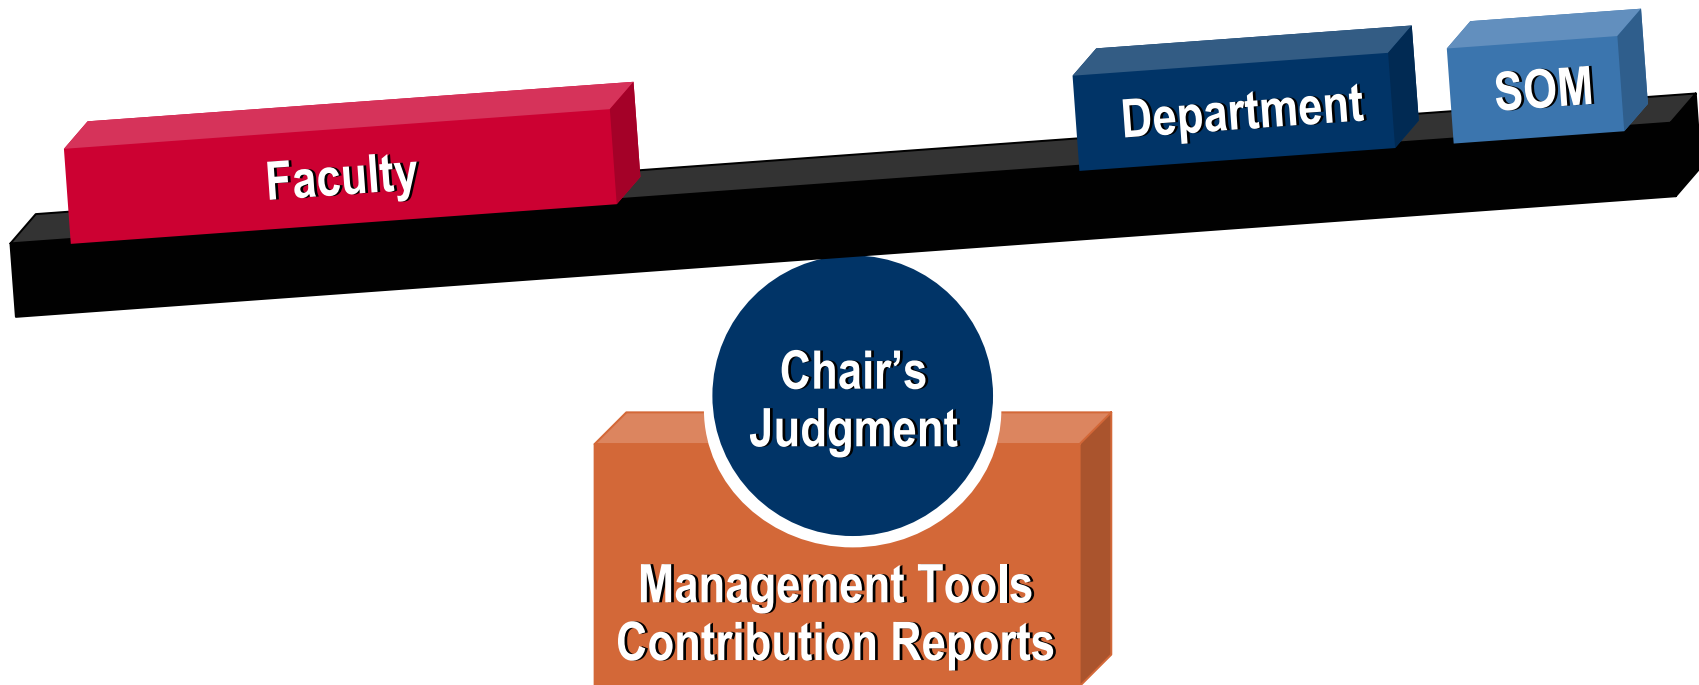 Faculty
Department
SOM
Chair’s
Judgment
Management Tools
Contribution Reports